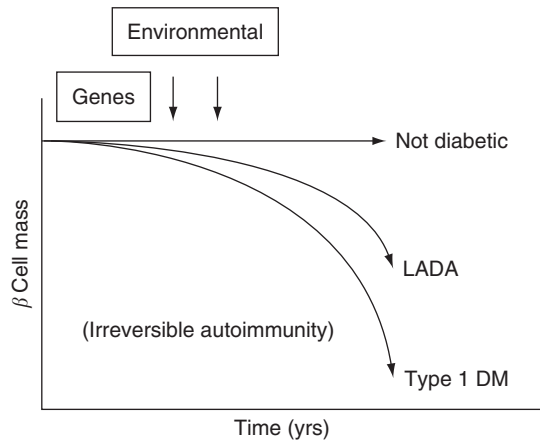 Environmental
Genes
Not diabetic
LADA
(Irreversible autoimmunity)
Type 1 DM
β Cell mass
Time (yrs)